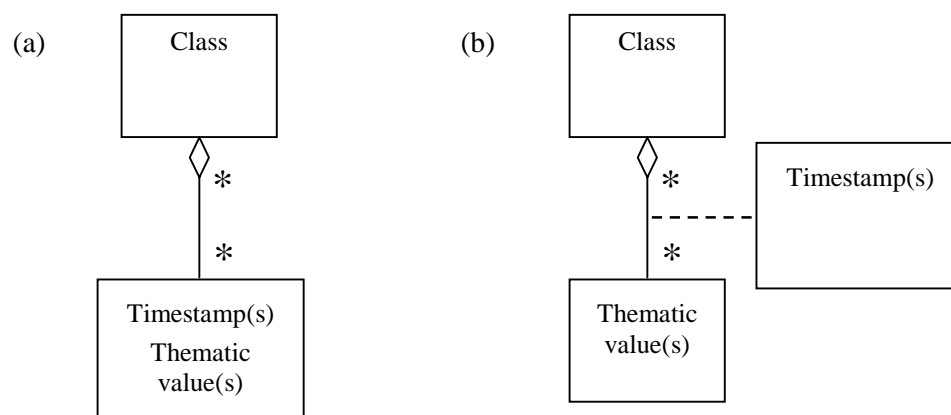 (a)
Class
*
*
Timestamp(s)
Thematic
value(s)
(b)
Class
*
*
Timestamp(s)
Thematic
value(s)